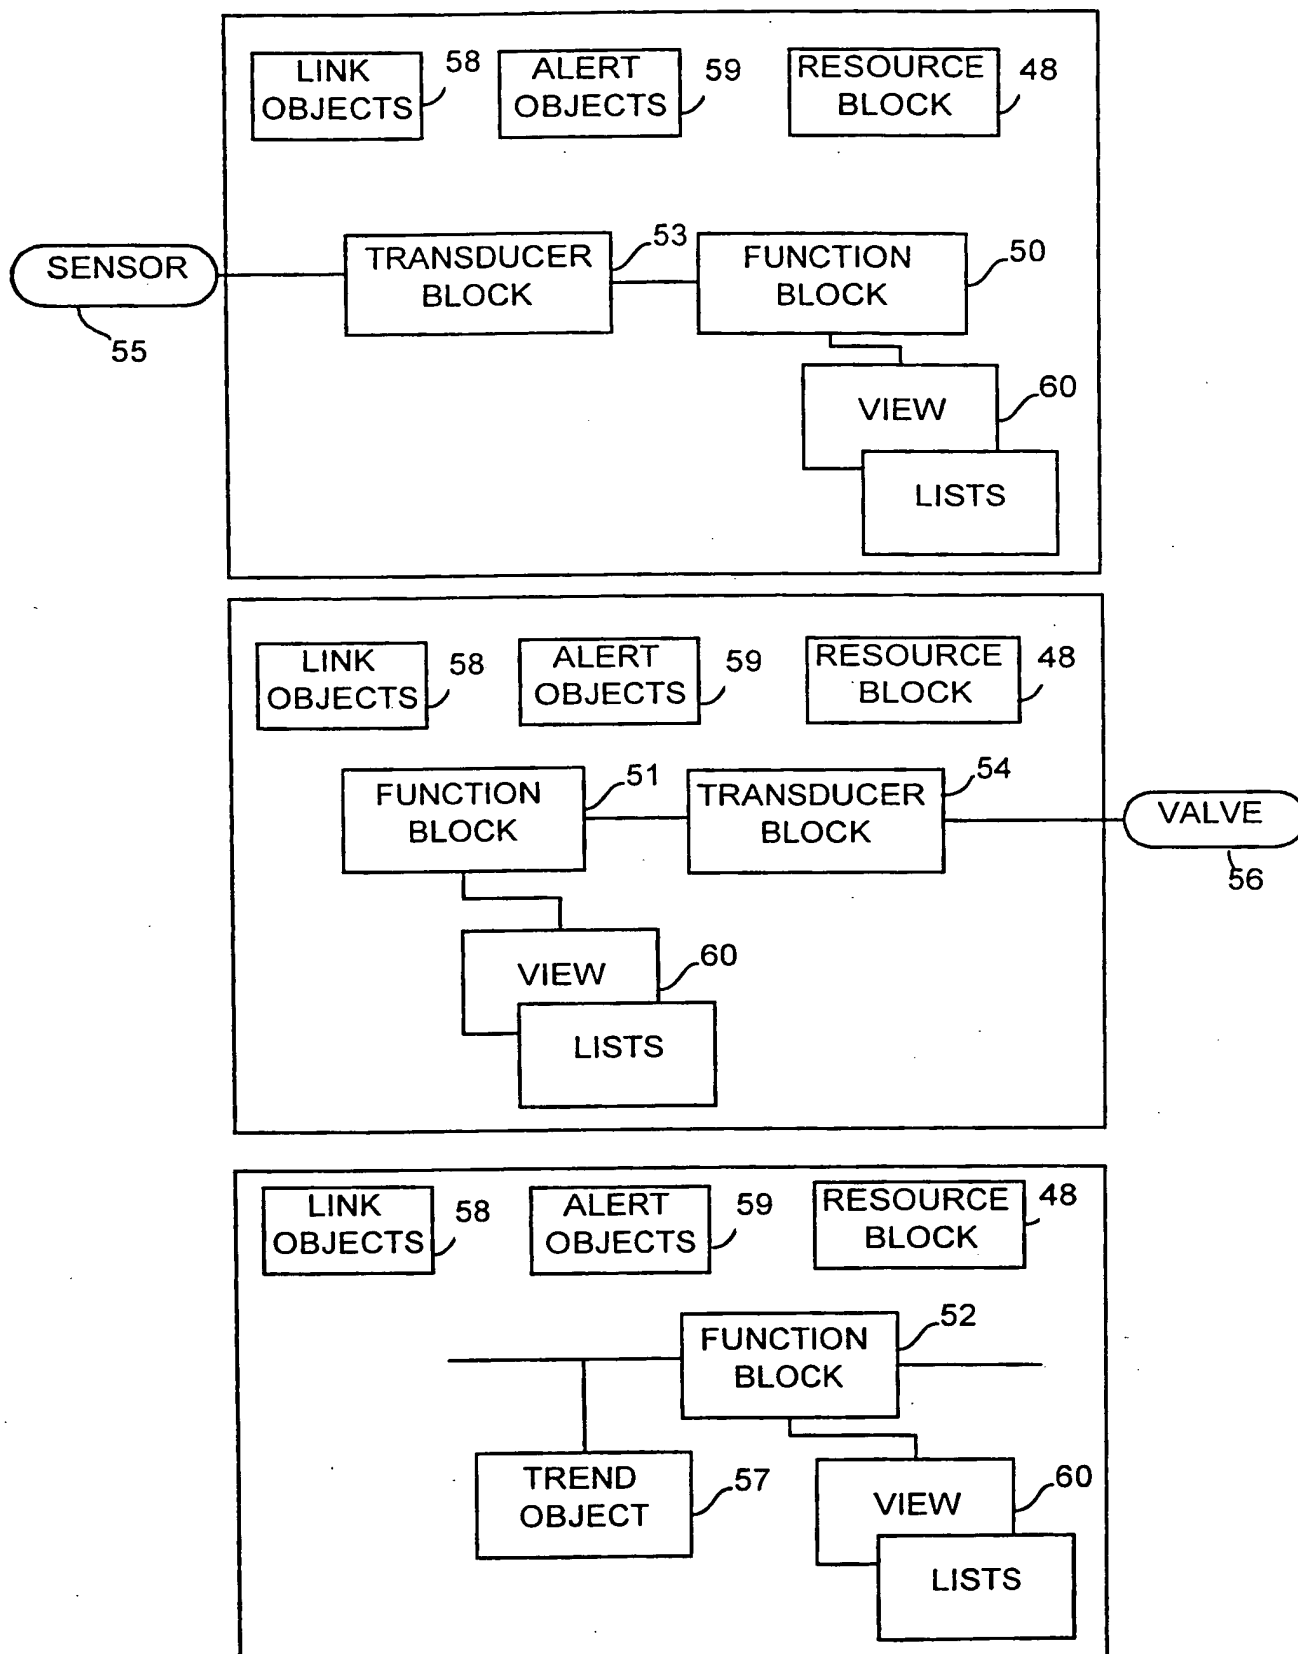 LINK
OBJECTS
58
ALERT
OBJECTS
59
RESOURCE
BLOCK
48
SENSOR
55
TRANSDUCER
BLOCK
53
FUNCTION
BLOCK
50
VIEW
60
LISTS
LINK
OBJECTS
58
ALERT
OBJECTS
59
RESOURCE
BLOCK
48
FUNCTION
BLOCK
51
TRANSDUCER
BLOCK
54
VALVE
56
VIEW
60
LISTS
LINK
OBJECTS
58
ALERT
OBJECTS
59
RESOURCE
BLOCK
48
FUNCTION
BLOCK
52
TREND
OBJECT
57
VIEW
60
LISTS